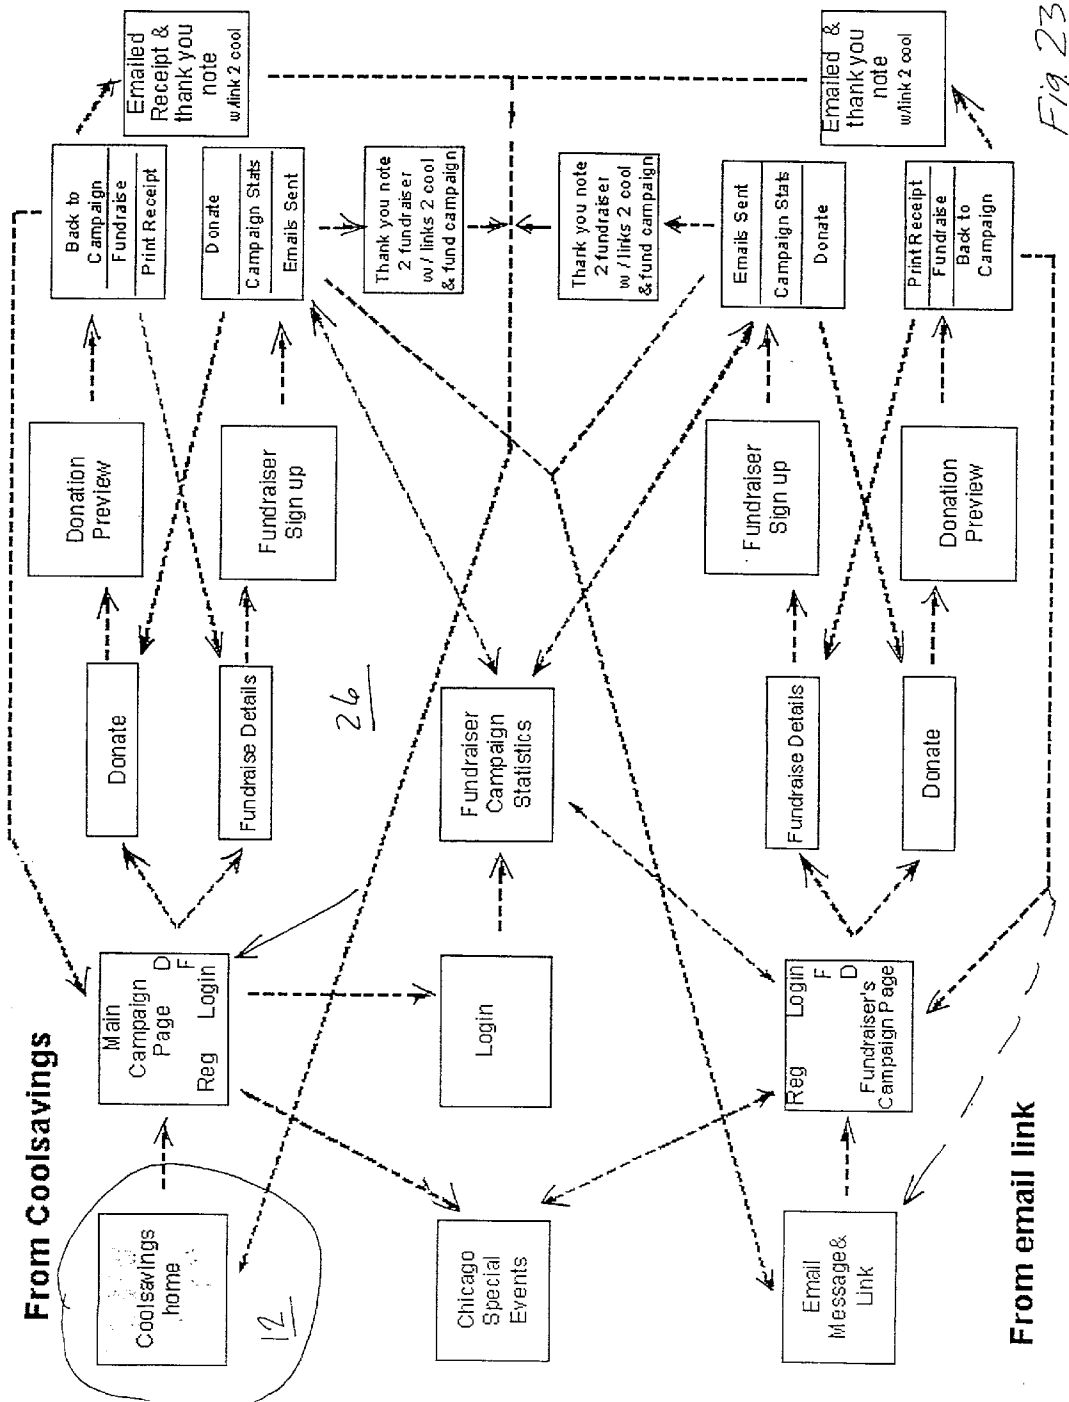 From Coolsavings
Coolsavings
home
12
Main
Campaign
Page D
F
Reg Login
Donate
Fundraise Details
Donation
Preview
Fundraiser
Sign up
Back to
Campaign
Fundraise
Print Receipt
Donate
Campaign Stats
Emails Sent
Emailed
Receipt &
thank you
note
w/link 2 cool
26
Thank you note
2 fundraiser
w / links 2 cool
& fund campaign
Chicago
Special
Events
Login
Fundraiser
Campaign
Statistics
Thank you note
2 fundraiser
w / links 2 cool
& fund campaign
Email
Message&
Link
Reg Login
F
D
Fundraiser's
Campaign Page
Fundraise Details
Donate
Fundraiser
Sign up
Donation
Preview
Emails Sent
Campaign Stats
Donate
Print Receipt
Fundraise
Back to
Campaign
Emailed &
thank you
note
w/link 2 cool
From email link
Fig. 23